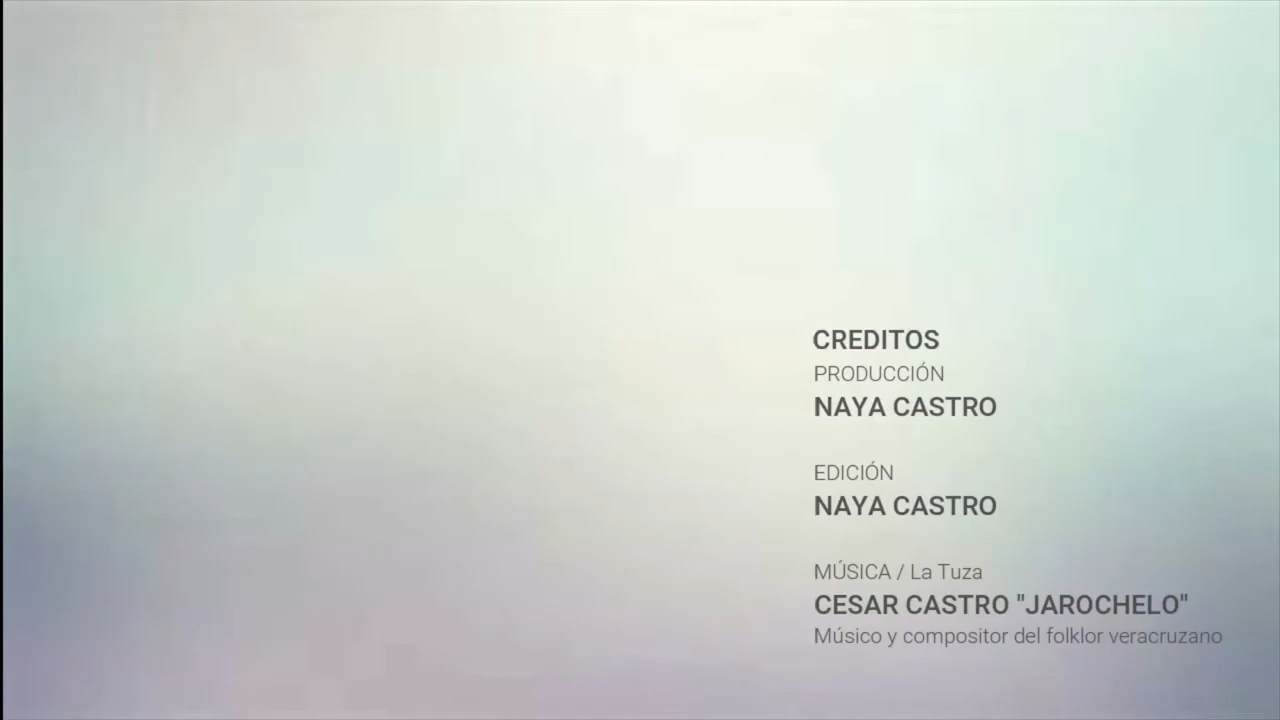 CREDITOS
PRODUCCIÓN
NAYA CASTRO
EDICIÓN
NAYA CASTRO
MÚSICA / La Tuza
CESAR CASTRO "JAROCHELO"
Músico y compositor del folklor veracruzano